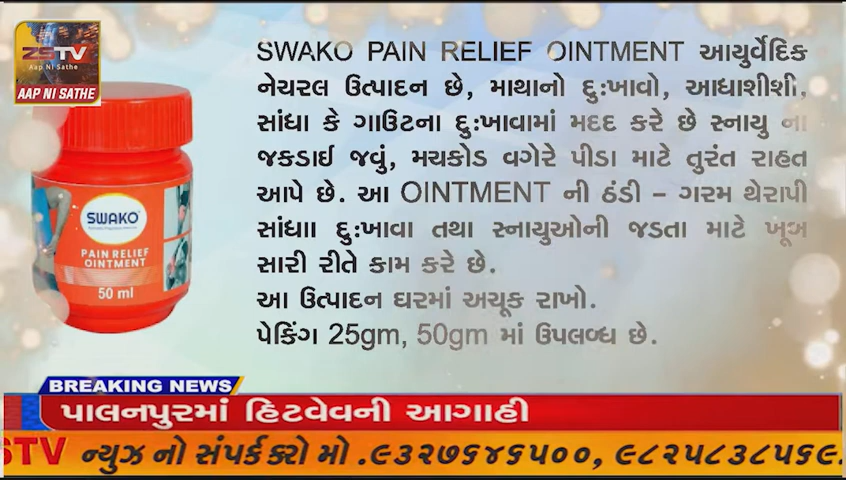 ZSTV
Aap Ni Sathe
AAP NI SATHE
SWAKO PAIN RELIEF OINTMENT આયુર્વેદિક
નેચરલ ઉત્પાદન છે, માથાનો દુઃખાવો, આધાશીશી,
સાંધા કે ગાઉટના દુઃખાવામાં મદદ કરે છે સ્નાયુ ના
જકડાઈ જવું, મચકોડ વગેરે પીડા માટે તુરંત રાહત
આપે છે. આ OINTMENT ની ઠંડી – ગરમ થેરાપી
સાંધાા દુઃખાવા તથા સ્નાયુઓની જડતા માટે ખૂબ
સારી રીતે કામ કરે છે.
આ ઉત્પાદન ઘરમાં અચૂક રાખો.
પેકિંગ 25gm, 50gm માં ઉપલબ્ધ છે.
SWAKO
PAIN RELIEF
OINTMENT
50 ml
BREAKING NEWS
પાલનપુરમાં હિટવેવની આગાહી
STV ન્યુઝ નો સંપર્ક કરો મો .૯૩૨૭૬૪૬૫૦૦, ૯૮૨૫૮૩૮૫૬૯